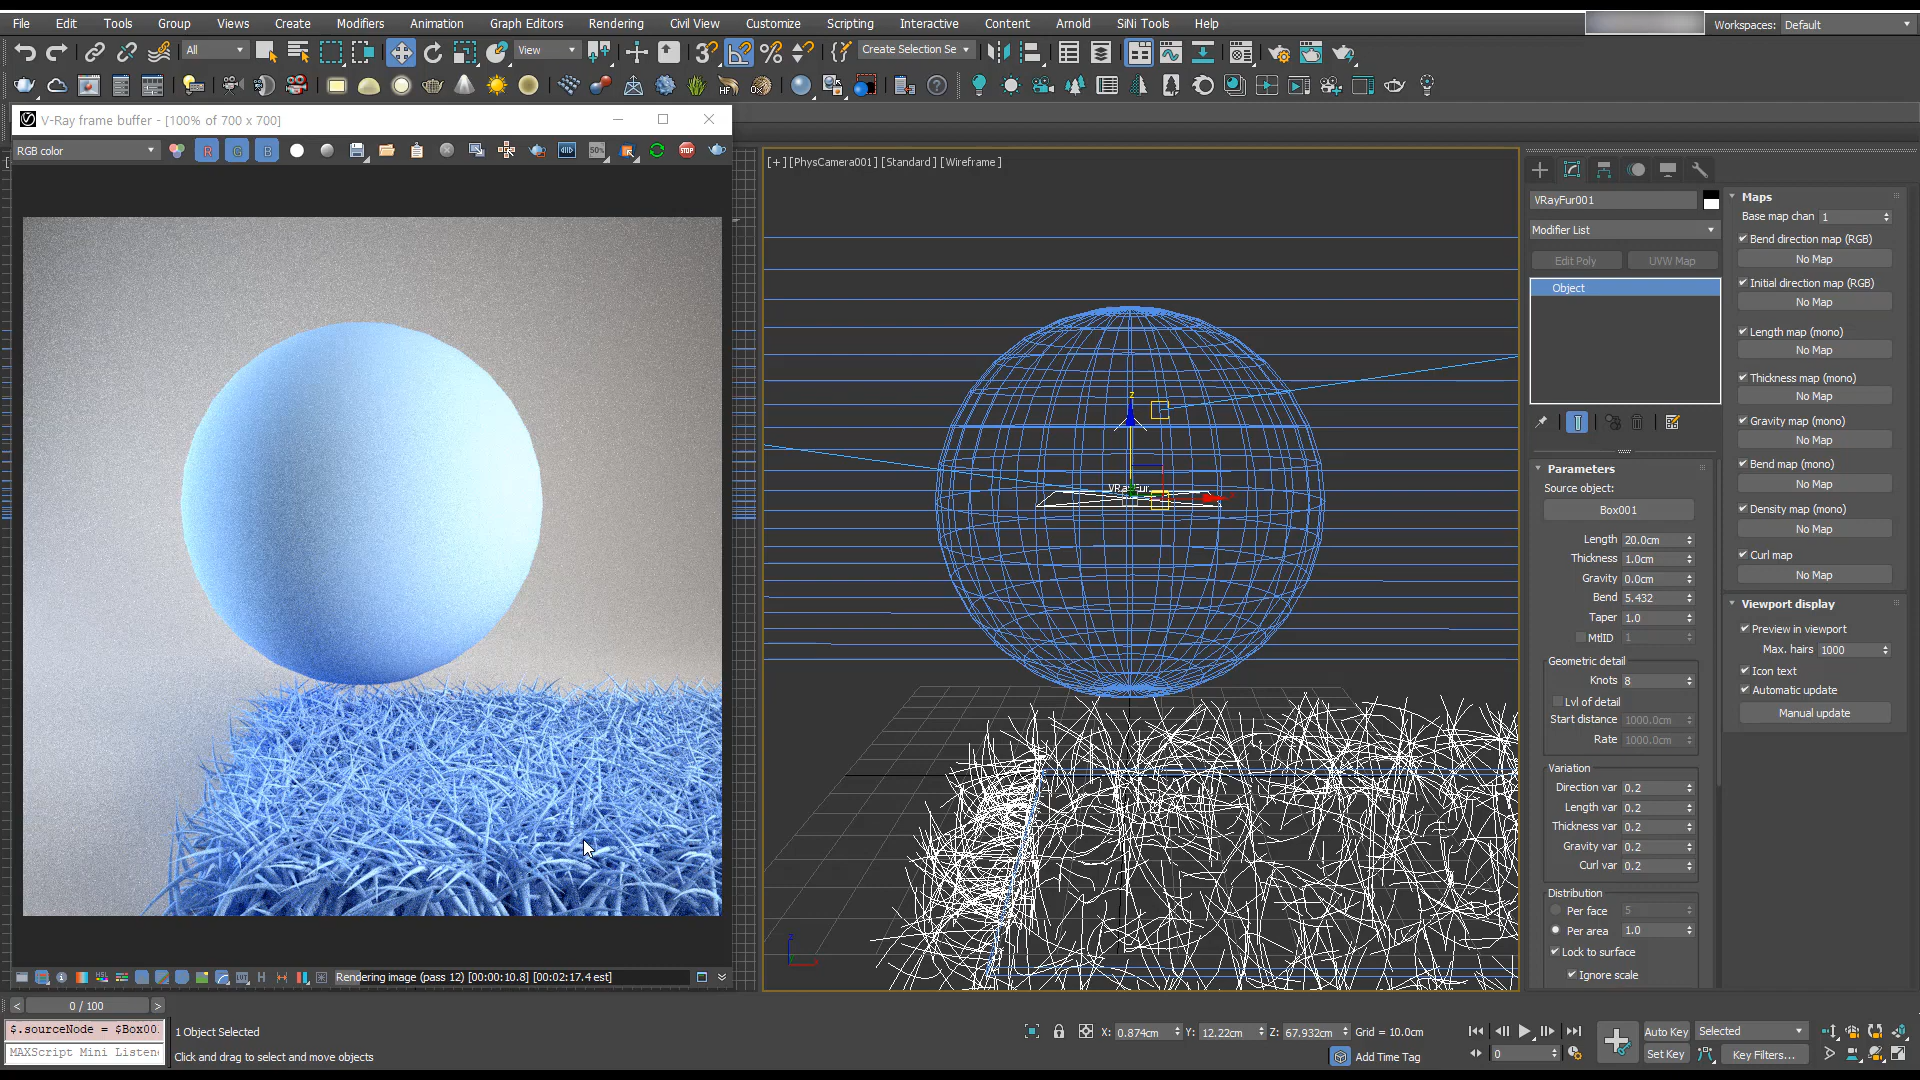 File Edit Tools Group Views Create Modifiers Animation Graph Editors Rendering Civil View Customize Scripting Interactive Content Arnold SiNi Tools Help Workspaces: Default
All View Create Selection Se
V-Ray frame buffer - [100% of 700 x 700]
RGB color R G B 50%
[+] [PhysCamera001] [Standard] [Wireframe]
z
VRayFur
Rendering image (pass 12) [00:00:10.8] [00:02:17.4 est]
VRayFur001
Modifier List
Edit Poly UVW Map
Object
Parameters
Source object:
Box001
Length 20.0cm
Thickness 1.0cm
Gravity 0.0cm
Bend 5.432
Taper 1.0
MtlID 1
Geometric detail
Knots 8
Lvl of detail
Start distance 1000.0cm
Rate 1000.0cm
Variation
Direction var 0.2
Length var 0.2
Thickness var 0.2
Gravity var 0.2
Curl var 0.2
Distribution
Per face 5
Per area 1.0
Lock to surface
Ignore scale
Maps
Base map chan 1
Bend direction map (RGB)
No Map
Initial direction map (RGB)
No Map
Length map (mono)
No Map
Thickness map (mono)
No Map
Gravity map (mono)
No Map
Bend map (mono)
No Map
Density map (mono)
No Map
Curl map
No Map
Viewport display
Preview in viewport
Max. hairs 1000
Icon text
Automatic update
Manual update
< 0 / 100 >
$.sourceNode = $Box00.
MAXScript Mini Listen
1 Object Selected
Click and drag to select and move objects
X: 0.874cm Y: 12.22cm Z: 67.932cm Grid = 10.0cm
Add Time Tag
0
Auto Key Selected
Set Key Key Filters...